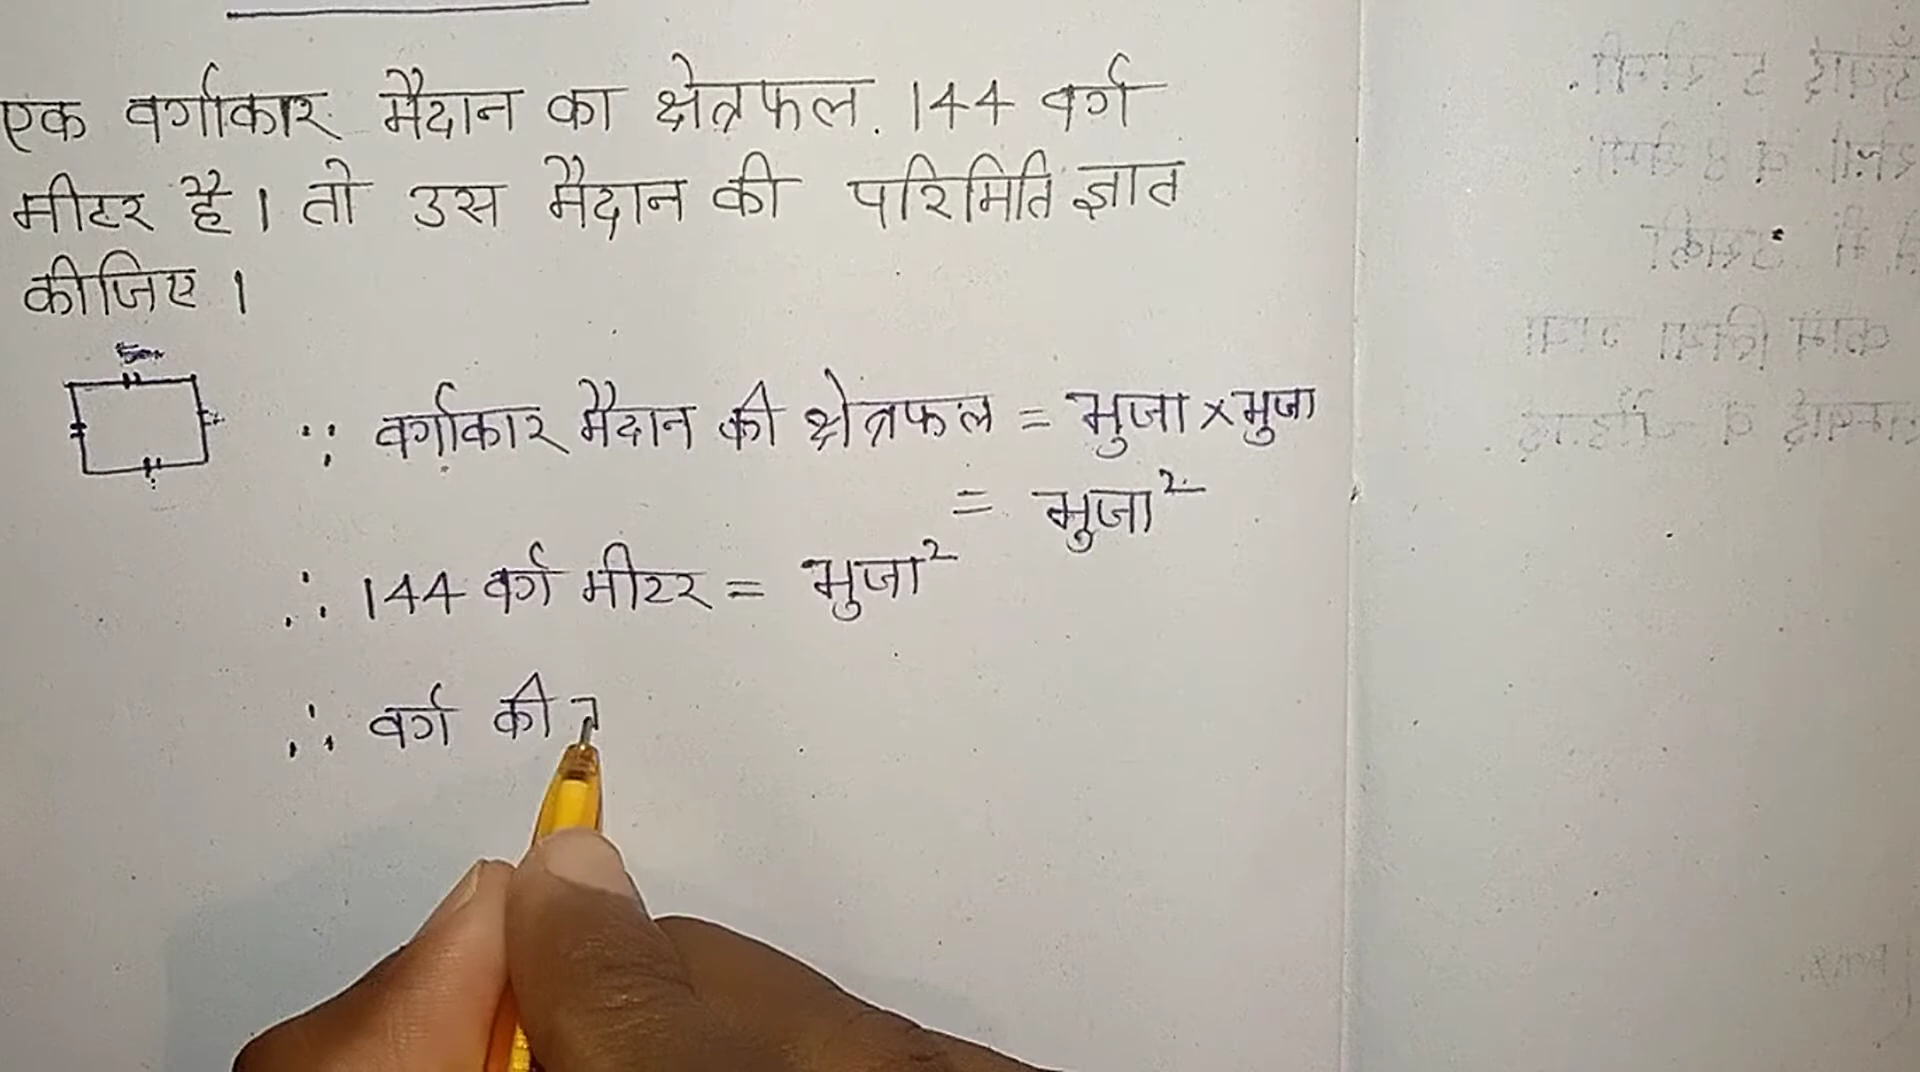 एक वर्गाकार मैदान का क्षेत्रफल. 144 वर्ग
मीटर है। तो उस मैदान की परिमिति ज्ञात
कीजिए।
∵ वर्गाकार मैदान की क्षेत्रफल = भुजा × भुजा
= भुजा²
∴ 144 वर्ग मीटर = भुजा²
∴ वर्ग की